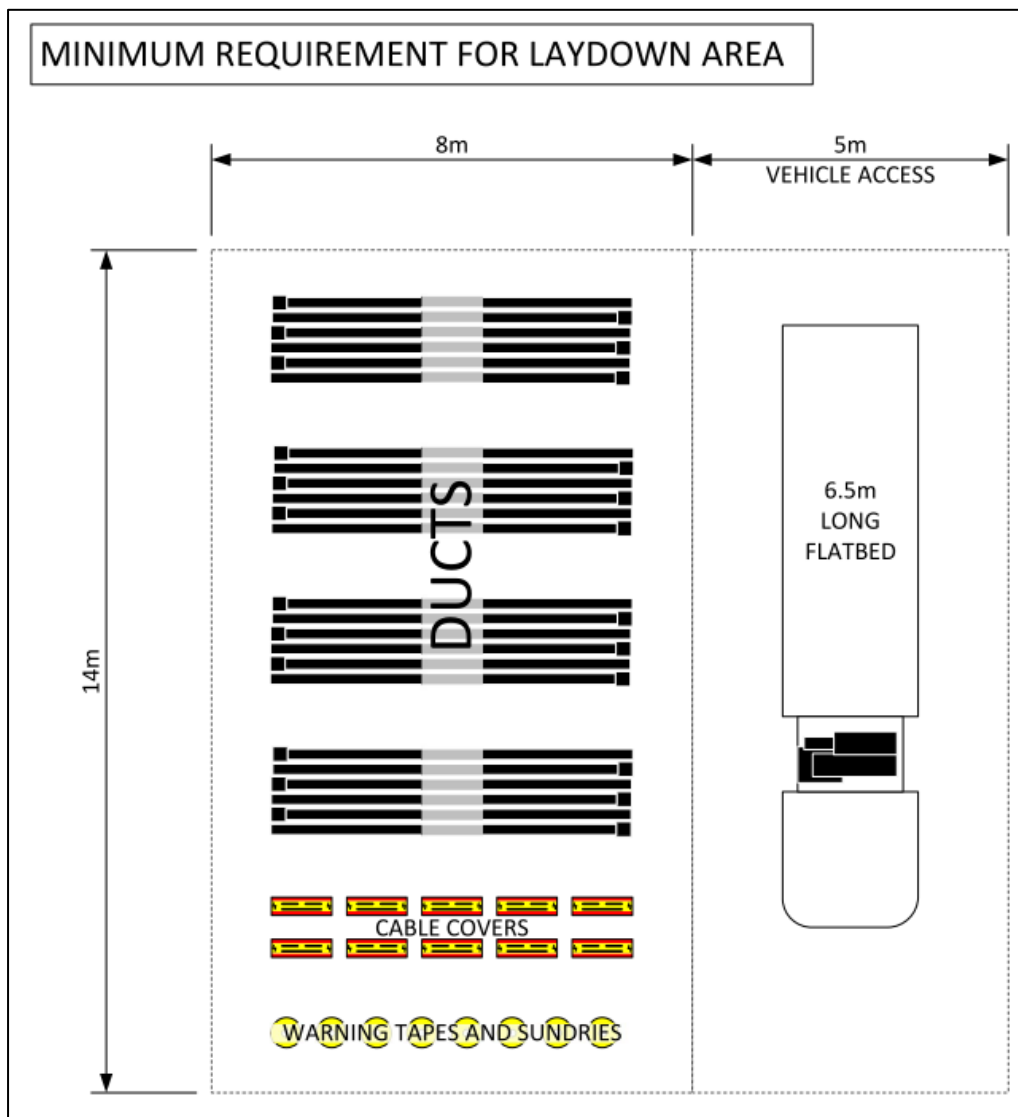 MINIMUM REQUIREMENT FOR LAYDOWN AREA
8m
5m
VEHICLE ACCESS
14m
DUCTS
6.5m
LONG
FLATBED
CABLE COVERS
WARNING TAPES AND SUNDRIES